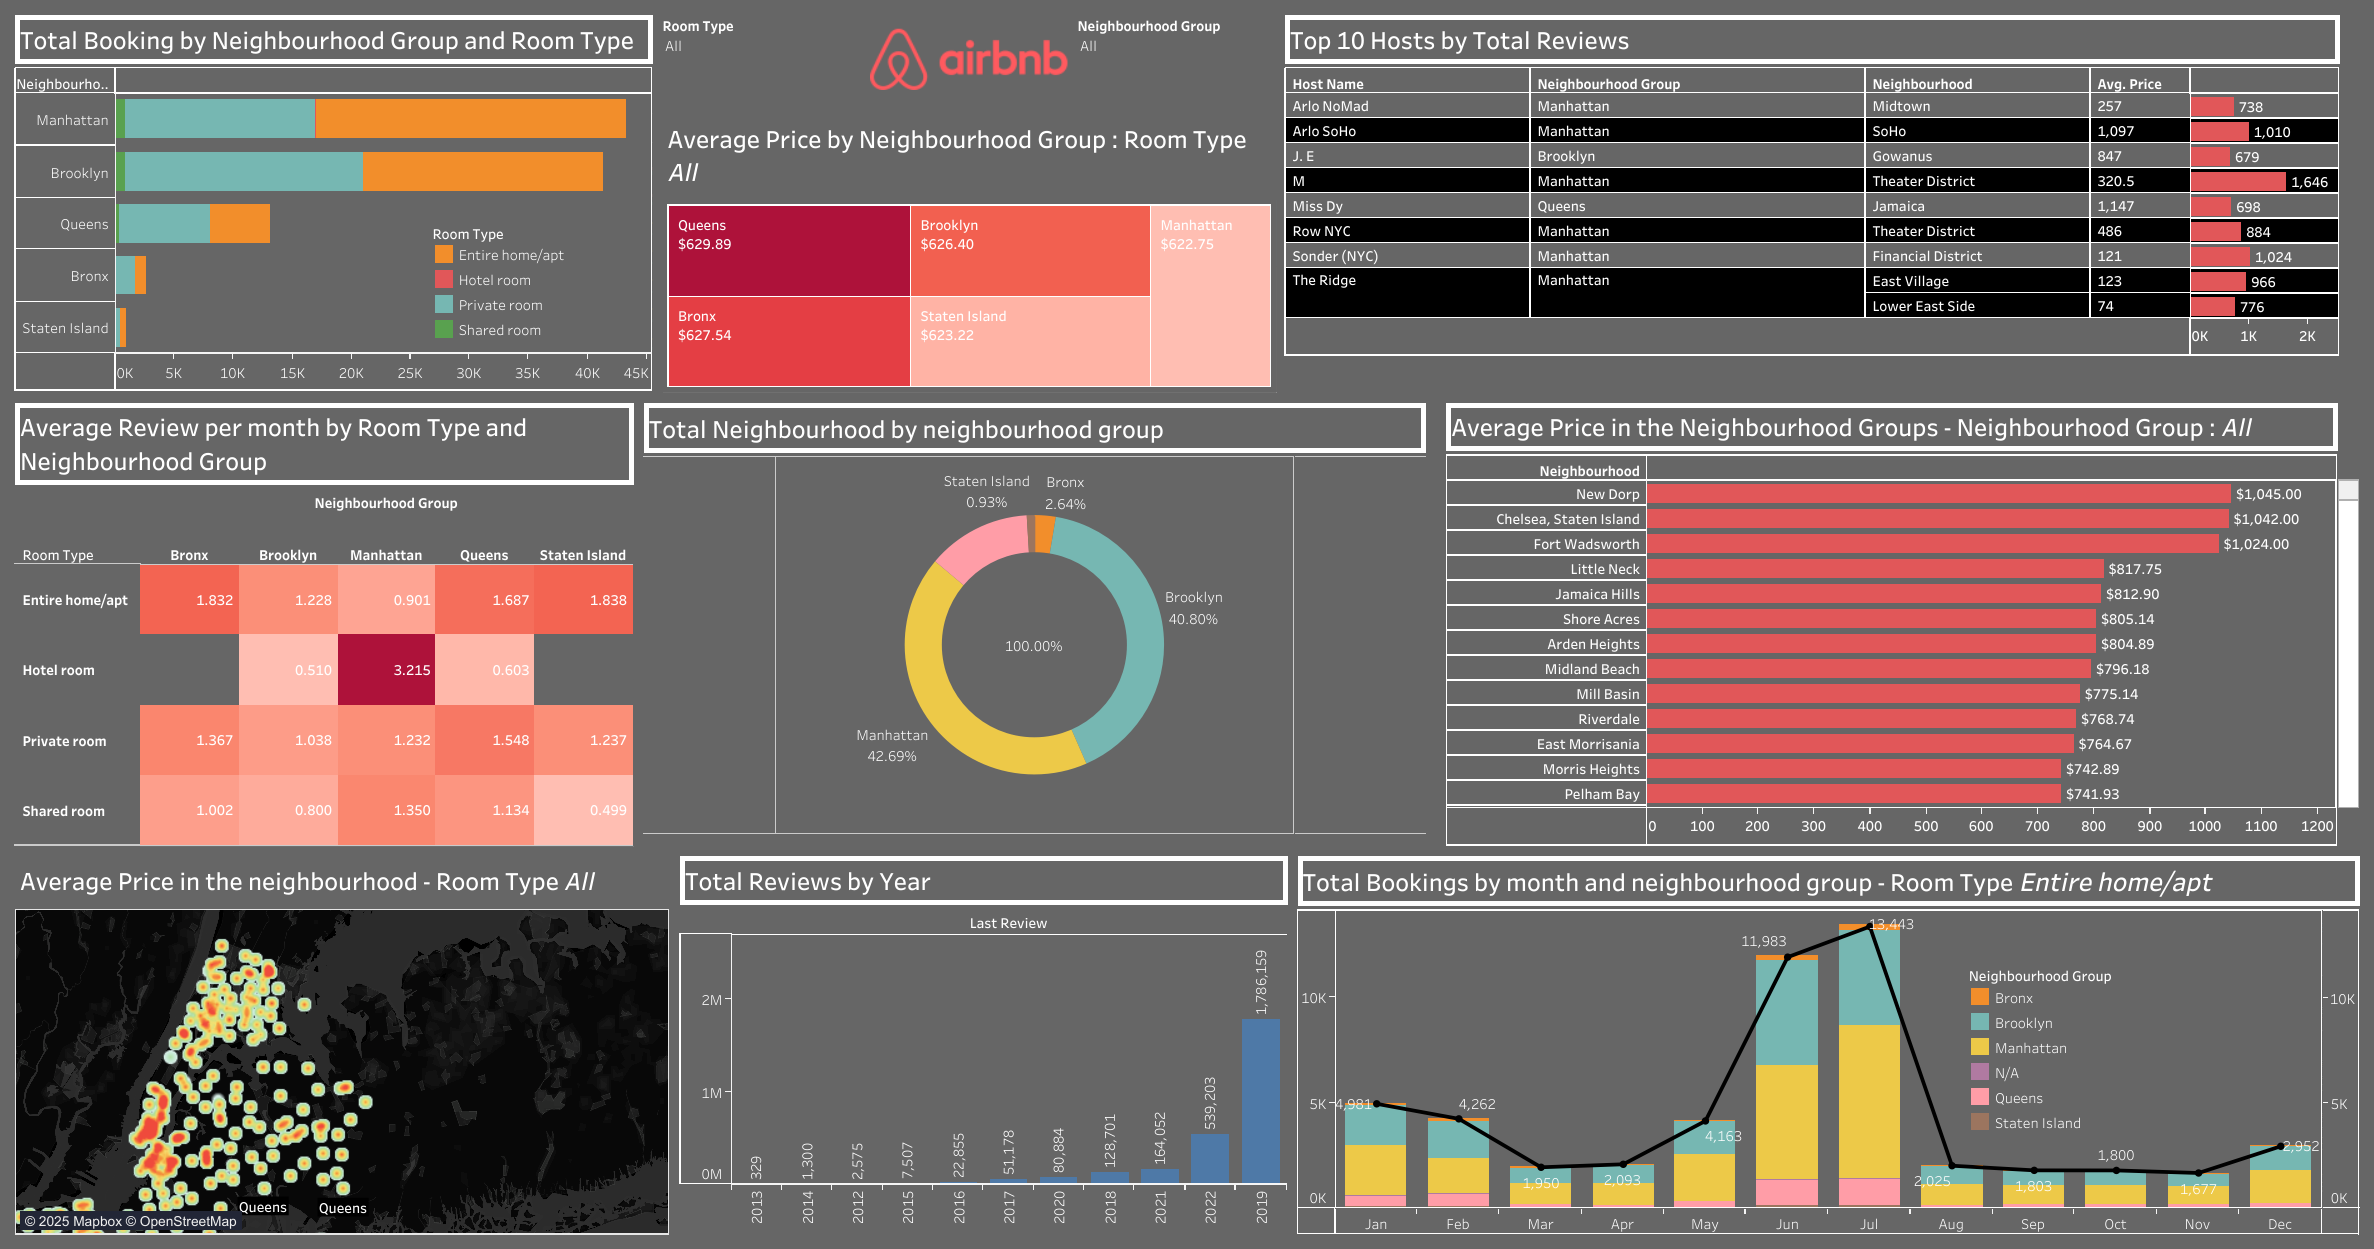 Total Booking by Neighbourhood Group and Room Type
Neighbourho..
Manhattan
Brooklyn
Queens
Bronx
Staten Island
Room Type
Entire home/apt
Hotel room
Private room
Shared room
0K 5K 10K 15K 20K 25K 30K 35K 40K 45K
Room Type
All
airbnb
Neighbourhood Group
All
Average Price by Neighbourhood Group : Room Type
All
Queens
$629.89
Brooklyn
$626.40
Manhattan
$622.75
Bronx
$627.54
Staten Island
$623.22
Top 10 Hosts by Total Reviews
Host Name Neighbourhood Group Neighbourhood Avg. Price
Arlo NoMad Manhattan Midtown 257 738
Arlo SoHo Manhattan SoHo 1,097 1,010
J. E Brooklyn Gowanus 847 679
M Manhattan Theater District 320.5 1,646
Miss Dy Queens Jamaica 1,147 698
Row NYC Manhattan Theater District 486 884
Sonder (NYC) Manhattan Financial District 121 1,024
The Ridge Manhattan East Village 123 966
Lower East Side 74 776
0K 1K 2K
Average Review per month by Room Type and
Neighbourhood Group
Neighbourhood Group
Room Type Bronx Brooklyn Manhattan Queens Staten Island
Entire home/apt 1.832 1.228 0.901 1.687 1.838
Hotel room 0.510 3.215 0.603
Private room 1.367 1.038 1.232 1.548 1.237
Shared room 1.002 0.800 1.350 1.134 0.499
Total Neighbourhood by neighbourhood group
Staten Island
0.93%
Bronx
2.64%
Brooklyn
40.80%
100.00%
Manhattan
42.69%
Average Price in the Neighbourhood Groups - Neighbourhood Group : All
Neighbourhood
New Dorp $1,045.00
Chelsea, Staten Island $1,042.00
Fort Wadsworth $1,024.00
Little Neck $817.75
Jamaica Hills $812.90
Shore Acres $805.14
Arden Heights $804.89
Midland Beach $796.18
Mill Basin $775.14
Riverdale $768.74
East Morrisania $764.67
Morris Heights $742.89
Pelham Bay $741.93
0 100 200 300 400 500 600 700 800 900 1000 1100 1200
Average Price in the neighbourhood - Room Type All
Queens Queens
© 2025 Mapbox © OpenStreetMap
Total Reviews by Year
Last Review
2M
1M
0M
329 1,300 2,575 7,507 22,855 51,178 80,884 128,701 164,052 539,203 1,786,159
2013 2014 2012 2015 2016 2017 2020 2018 2021 2022 2019
Total Bookings by month and neighbourhood group - Room Type Entire home/apt
10K
5K
0K
4,981 4,262 1,950 2,093 4,163 11,983 13,443 2,025 1,803 1,800 1,677 2,952
Neighbourhood Group
Bronx
Brooklyn
Manhattan
N/A
Queens
Staten Island
10K
5K
0K
Jan Feb Mar Apr May Jun Jul Aug Sep Oct Nov Dec